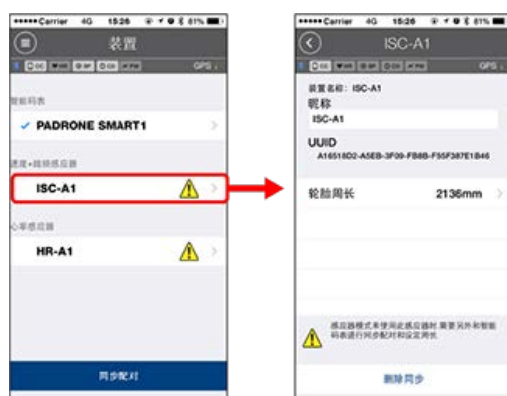 Carrier 4G 15:26 81%
装置
GPS
智能码表
PADRONE SMART1
速度+踏频感应器
ISC-A1
心率感应器
HR-A1
同步配对
Carrier 4G 15:26 81%
ISC-A1
GPS
装置名称: ISC-A1
昵称
ISC-A1
UUID
A16518D2-A5EB-3F09-FB8B-F55F387E1B46
轮胎周长 2136mm
感应器模式未使用此感应器时,需要另外和智能
码表进行同步配对和设定周长
删除同步